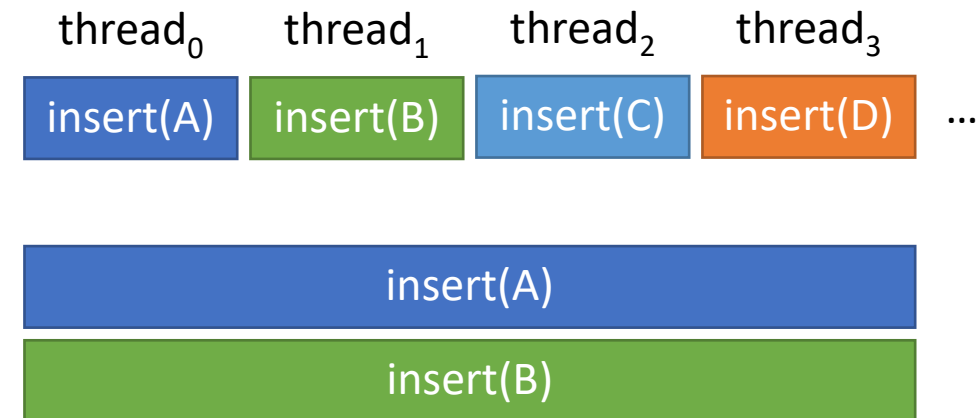 thread₀ thread₁ thread₂ thread₃
insert(A) insert(B) insert(C) insert(D) ...
insert(A)
insert(B)